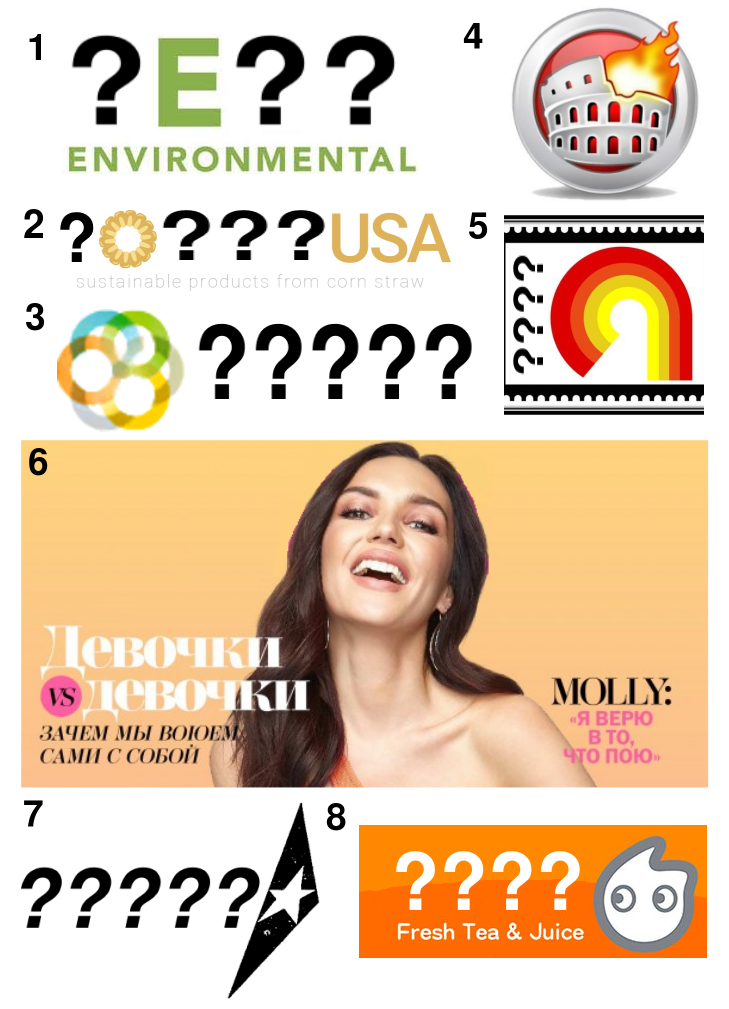 1
?E??
ENVIRONMENTAL
2
? ???USA
sustainable products from corn straw
3
?????
4
5
????
6
Девочки
vs девочки
ЗАЧЕМ МЫ ВОЮЕМ
САМИ С СОБОЙ
MOLLY:
«Я ВЕРЮ
В ТО,
ЧТО ПОЮ»
7
?????
8
????
Fresh Tea & Juice